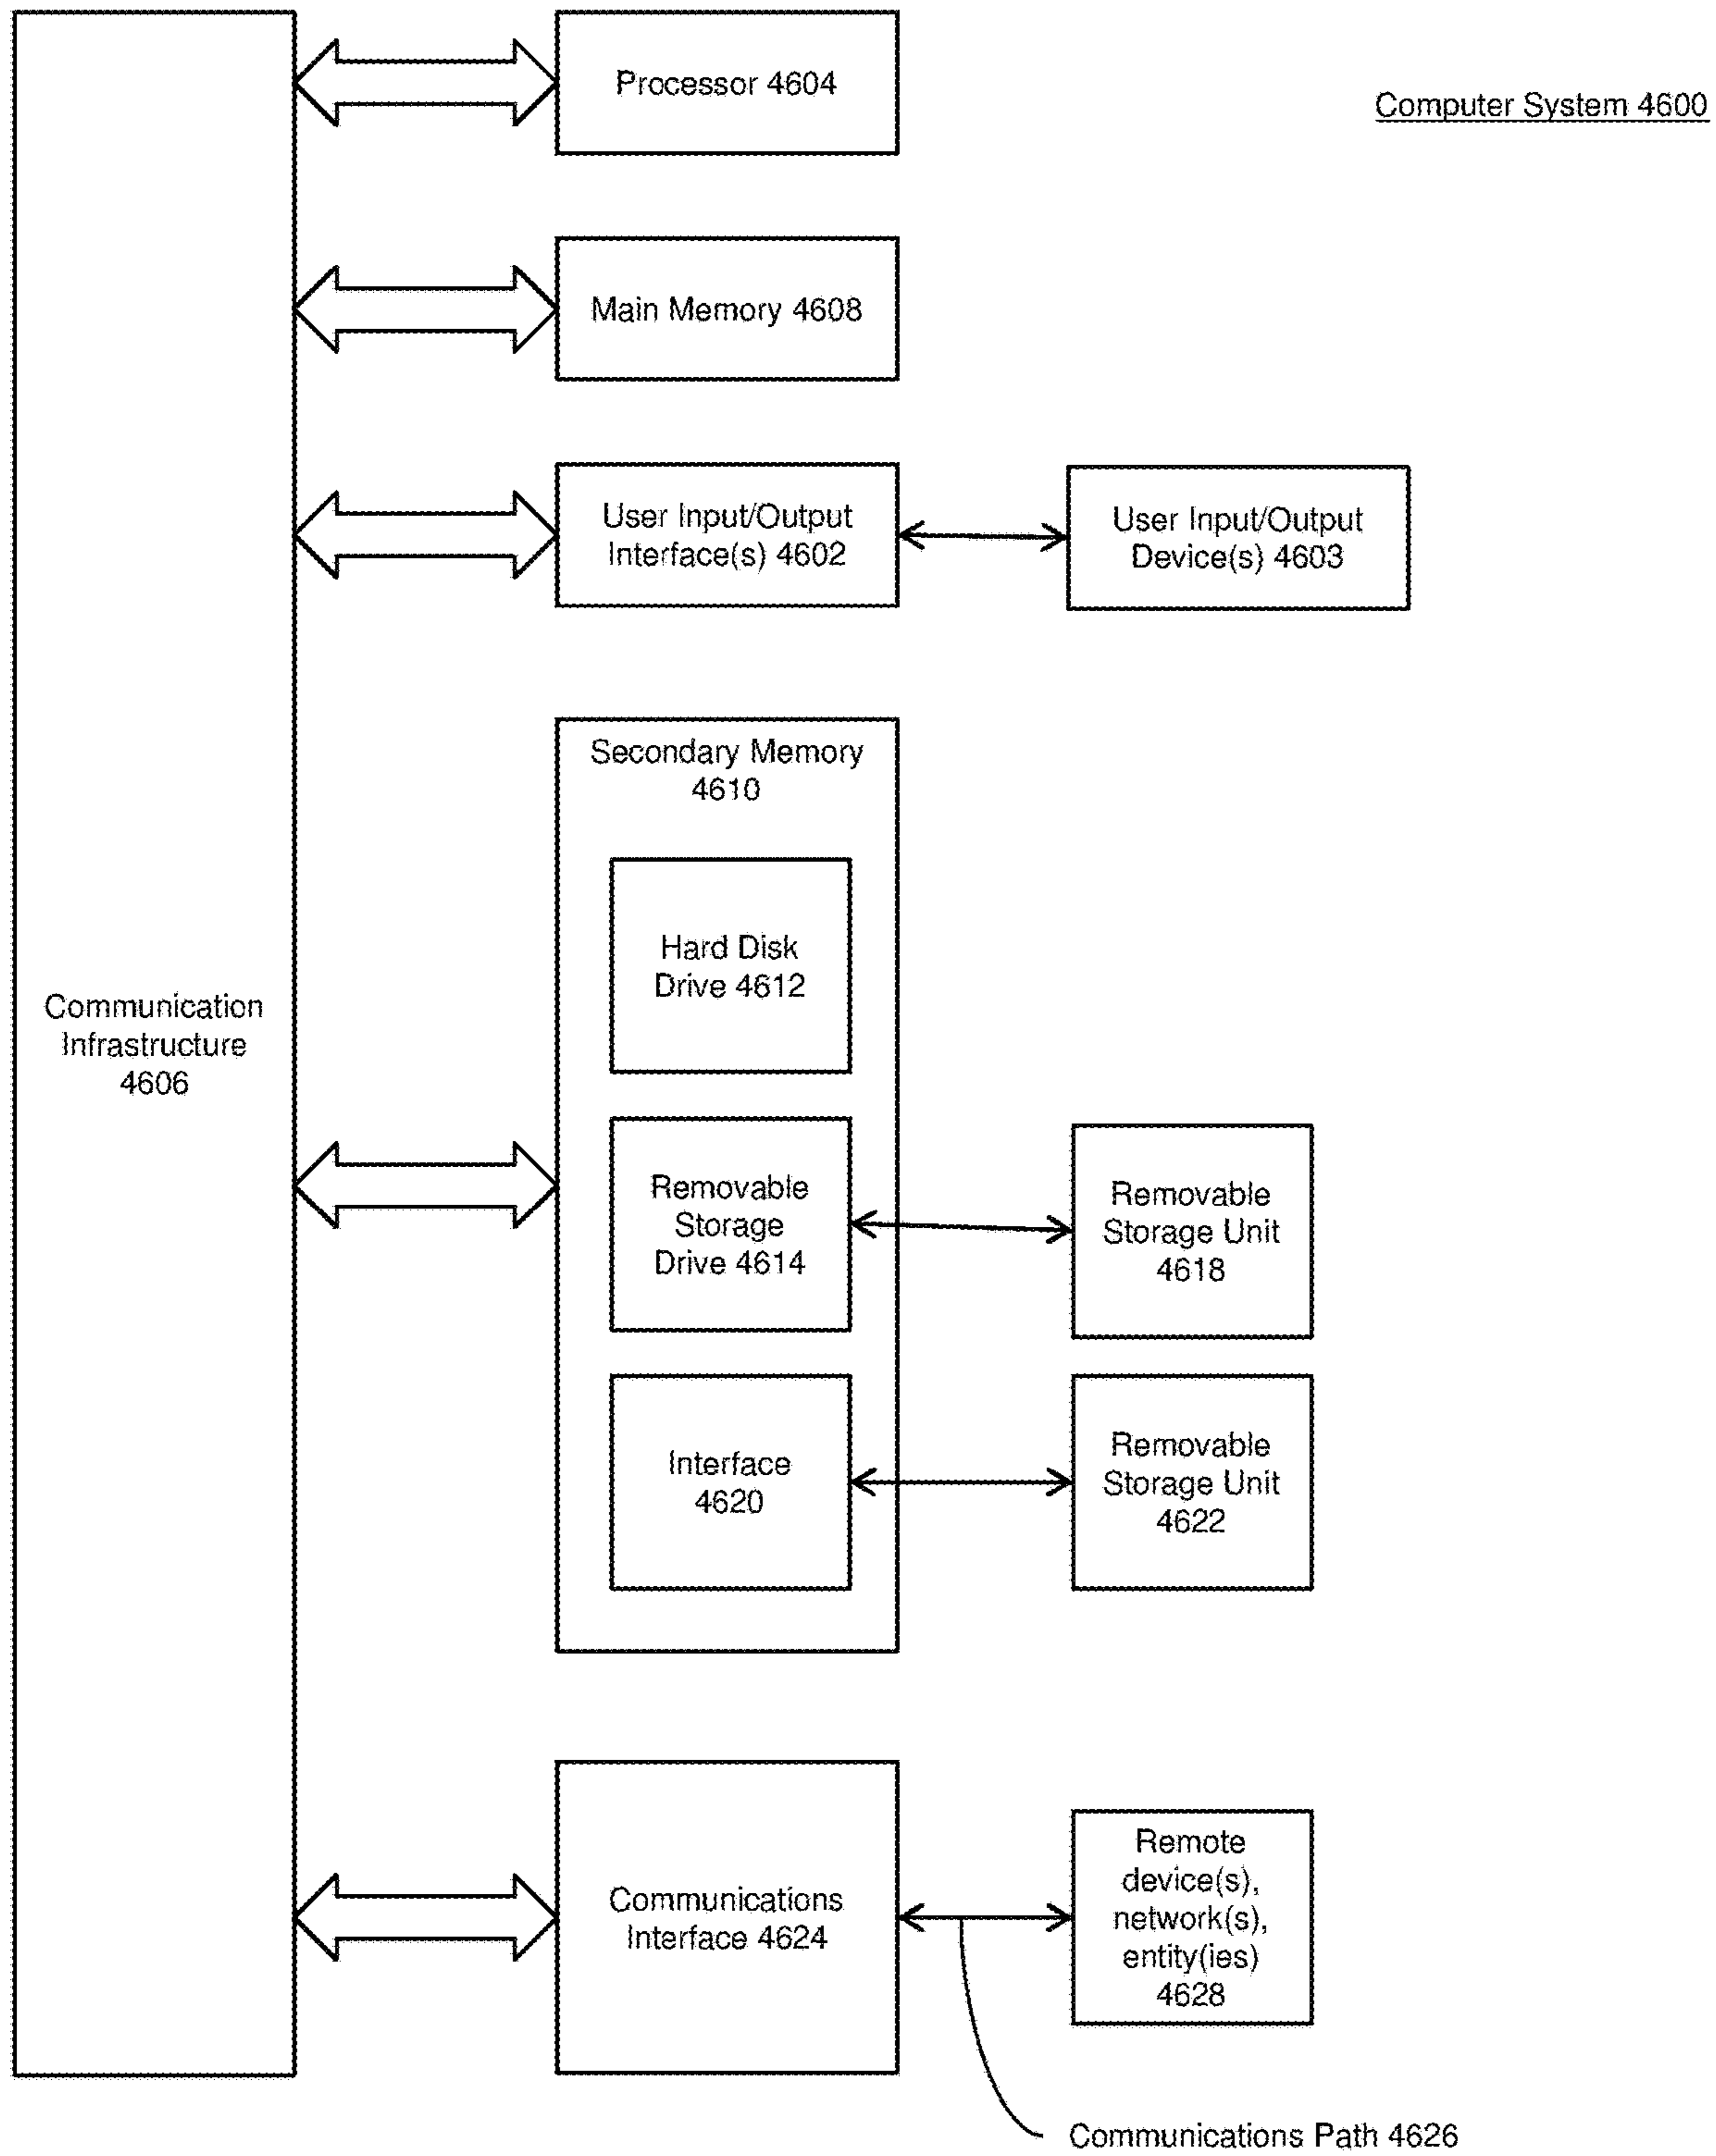 Processor 4604
Computer System 4600
Main Memory 4608
User Input/Output
Interface(s) 4602
User Input/Output
Device(s) 4603
Secondary Memory
4610
Hard Disk
Drive 4612
Communication
Infrastructure
4606
Removable
Storage
Drive 4614
Removable
Storage Unit
4618
Interface
4620
Removable
Storage Unit
4622
Communications
Interface 4624
Remote
device(s),
network(s),
entity(ies)
4628
Communications Path 4626